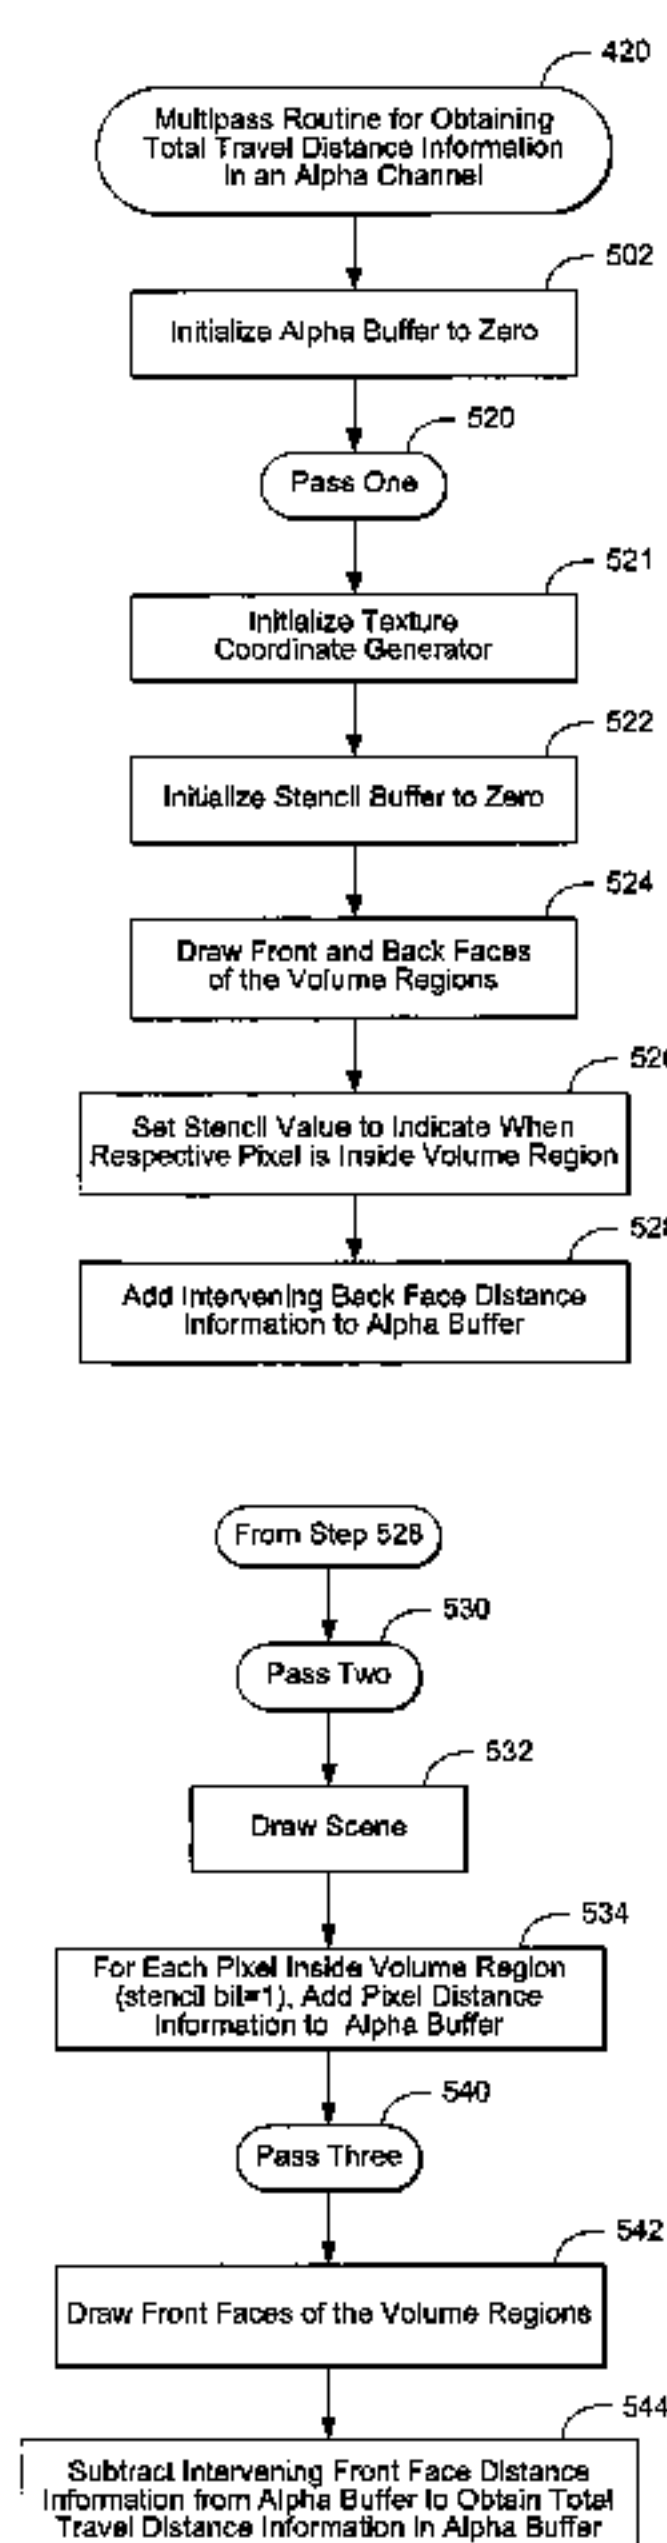 420
Multipass Routine for Obtaining
Total Travel Distance Information
in an Alpha Channel
502
Initialize Alpha Buffer to Zero
520
Pass One
521
Initialize Texture
Coordinate Generator
522
Initialize Stencil Buffer to Zero
524
Draw Front and Back Faces
of the Volume Regions
526
Set Stencil Value to Indicate When
Respective Pixel is Inside Volume Region
528
Add Intervening Back Face Distance
Information to Alpha Buffer
From Step 528
530
Pass Two
532
Draw Scene
534
For Each Pixel Inside Volume Region
(stencil bit=1), Add Pixel Distance
Information to Alpha Buffer
540
Pass Three
542
Draw Front Faces of the Volume Regions
544
Subtract Intervening Front Face Distance
Information from Alpha Buffer to Obtain Total
Travel Distance Information in Alpha Buffer